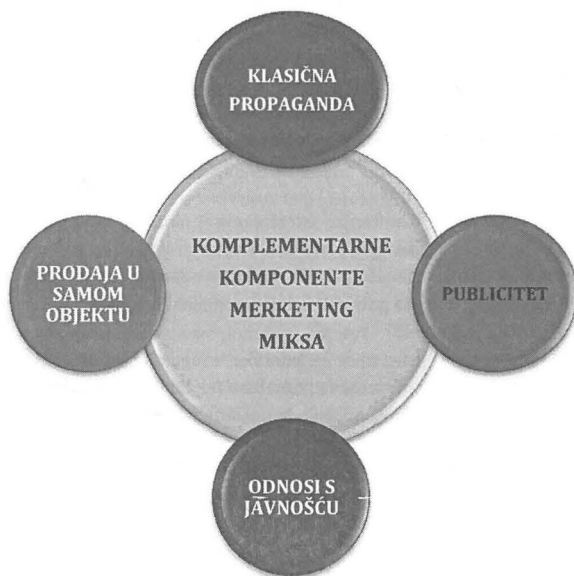 KLASIČNA
PROPAGANDA
KOMPLEMENTARNE
KOMPONENTE
MERKETING
MIKSA
PRODAJA U
SAMOM
OBJEKTU
PUBLICITET
ODNOSI S
JAVNOŠĆU